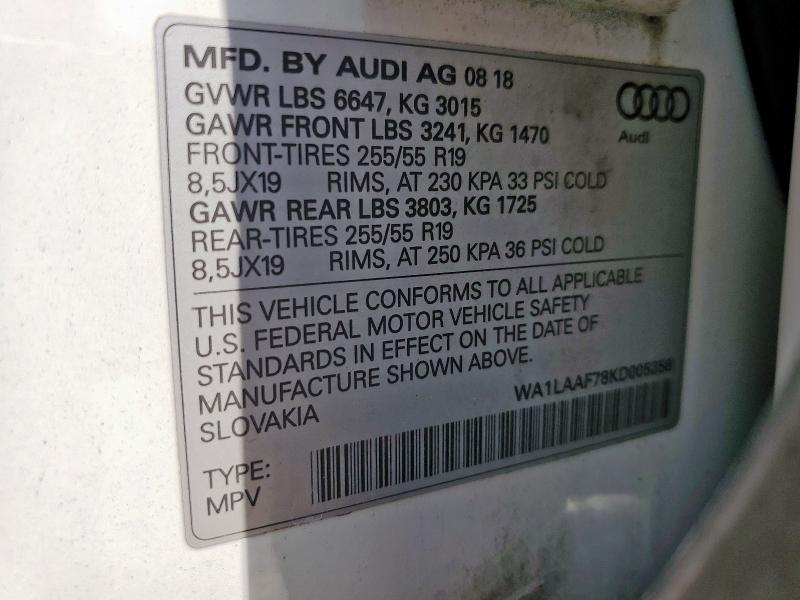 MFD. BY AUDI AG 08 18
GVWR LBS 6647, KG 3015
GAWR FRONT LBS 3241, KG 1470
FRONT-TIRES 255/55 R19
8,5JX19 RIMS, AT 230 KPA 33 PSI COLD
GAWR REAR LBS 3803, KG 1725
REAR-TIRES 255/55 R19
8,5JX19 RIMS, AT 250 KPA 36 PSI COLD
Audi
THIS VEHICLE CONFORMS TO ALL APPLICABLE
U.S. FEDERAL MOTOR VEHICLE SAFETY
STANDARDS IN EFFECT ON THE DATE OF
MANUFACTURE SHOWN ABOVE.
SLOVAKIA
WA1LAAF78KD005358
TYPE:
MPV